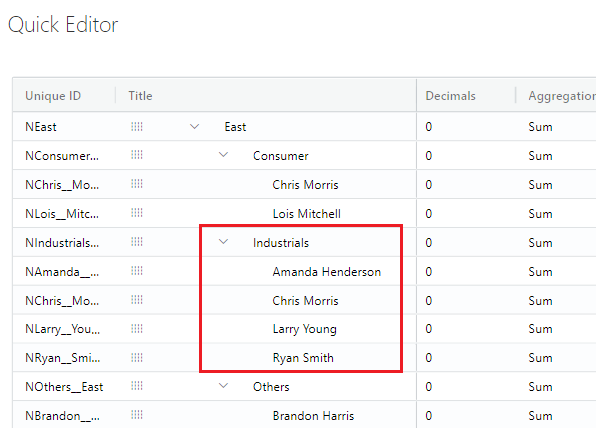 Quick Editor
Unique ID Title Decimals Aggregation
NEast East 0 Sum
NConsumer... Consumer 0 Sum
NChris__Mo... Chris Morris 0 Sum
NLois__Mitc... Lois Mitchell 0 Sum
NIndustrials... Industrials 0 Sum
NAmanda__... Amanda Henderson 0 Sum
NChris__Mo... Chris Morris 0 Sum
NLarry__You... Larry Young 0 Sum
NRyan__Smi... Ryan Smith 0 Sum
NOthers__East Others 0 Sum
NBrandon__... Brandon Harris 0 Sum